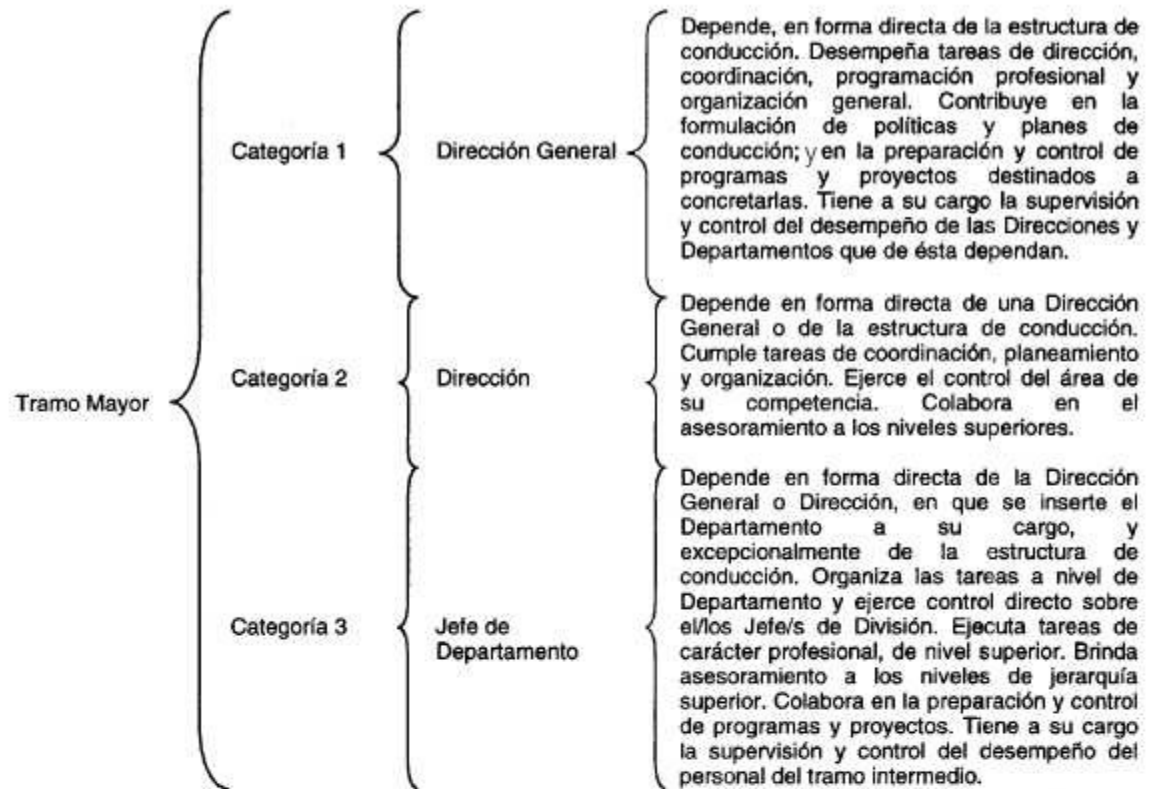 Tramo Mayor
Categoría 1
Dirección General
Depende, en forma directa de la estructura de
conducción. Desempeña tareas de dirección,
coordinación, programación profesional y
organización general. Contribuye en la
formulación de políticas y planes de
conducción; y en la preparación y control de
programas y proyectos destinados a
concretarlas. Tiene a su cargo la supervisión
y control del desempeño de las Direcciones y
Departamentos que de ésta dependan.
Categoría 2
Dirección
Depende en forma directa de una Dirección
General o de la estructura de conducción.
Cumple tareas de coordinación, planeamiento
y organización. Ejerce el control del área de
su competencia. Colabora en el
asesoramiento a los niveles superiores.
Categoría 3
Jefe de
Departamento
Depende en forma directa de la Dirección
General o Dirección, en que se inserte el
Departamento a su cargo, y
excepcionalmente de la estructura de
conducción. Organiza las tareas a nivel de
Departamento y ejerce control directo sobre
el/los Jefe/s de División. Ejecuta tareas de
carácter profesional, de nivel superior. Brinda
asesoramiento a los niveles de jerarquía
superior. Colabora en la preparación y control
de programas y proyectos. Tiene a su cargo
la supervisión y control del desempeño del
personal del tramo intermedio.